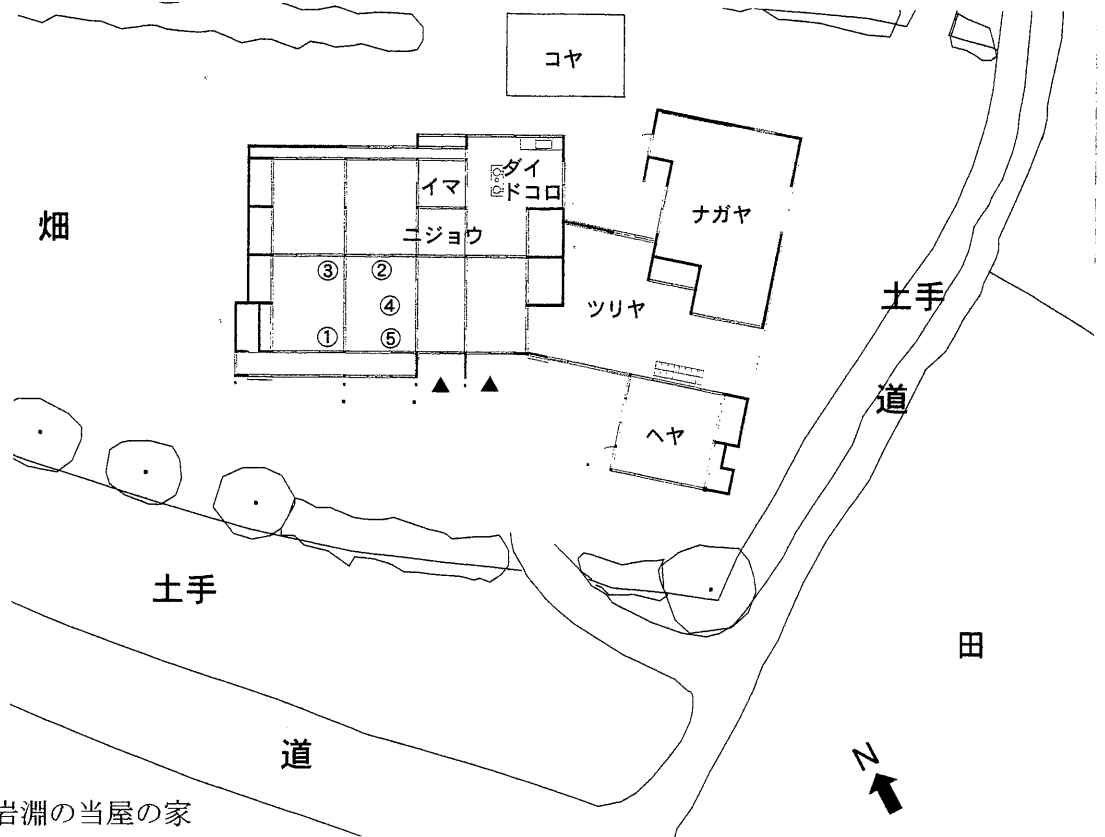 コヤ
ダイ
ドコロ
イマ
ナガヤ
畑
ニジョウ
③ ②
④
① ⑤
ツリヤ
土手
道
ヘヤ
土手
田
道
N
岩淵の当屋の家